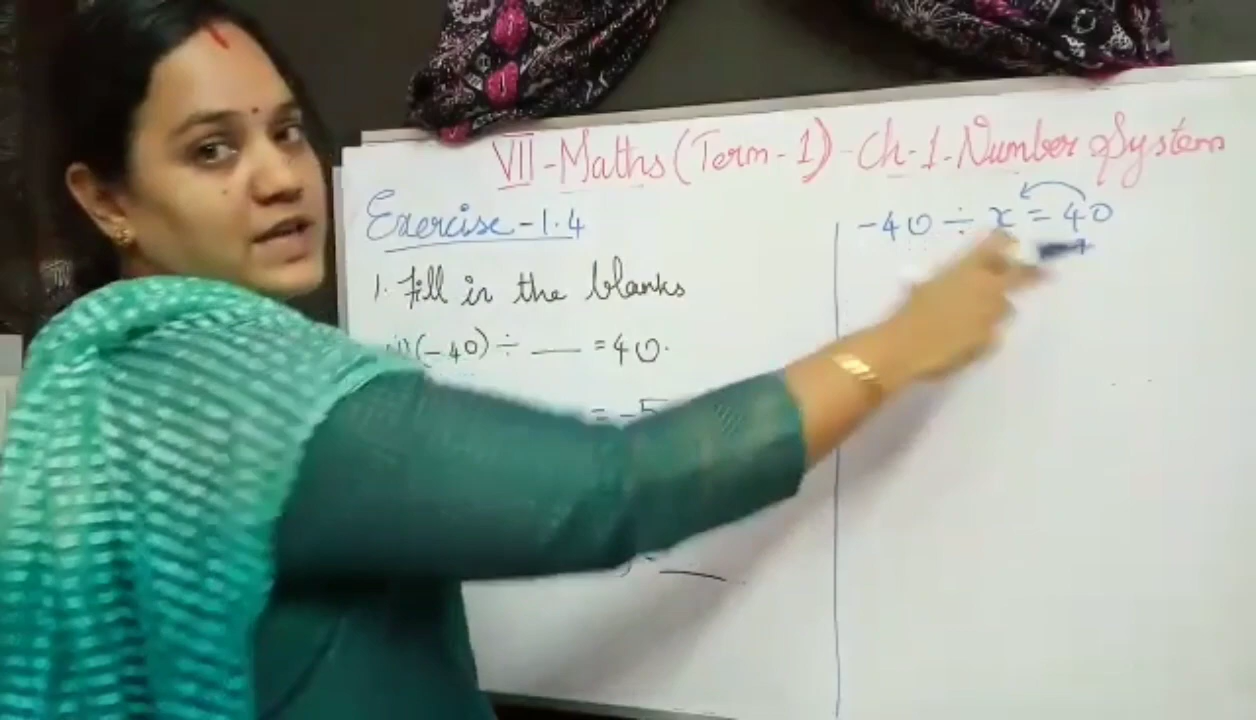 VII - Maths (Term - 1) - Ch - 1. Number System
Exercise - 1.4
1. Fill in the blanks
(-40) ÷ ___ = 40.
= -5
-40 ÷ x = 40